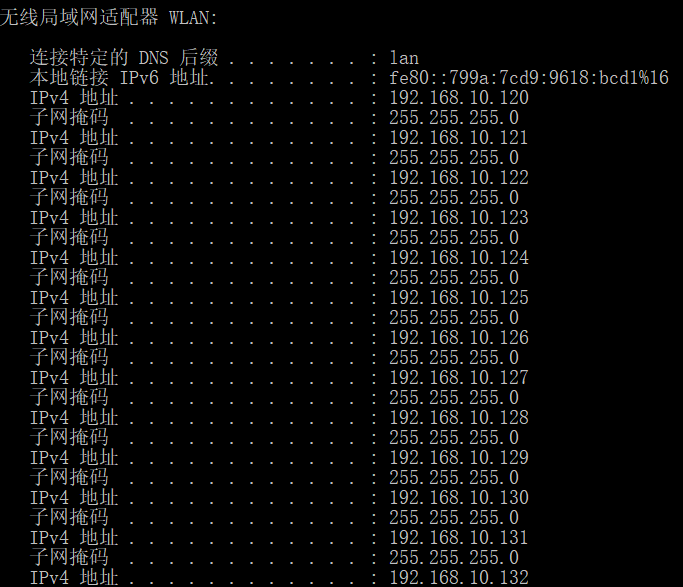 无线局域网适配器 WLAN:
连接特定的 DNS 后缀 . . . . . . . : lan
本地链接 IPv6 地址. . . . . . . . : fe80::799a:7cd9:9618:bcd1%16
IPv4 地址 . . . . . . . . . . . . : 192.168.10.120
子网掩码  . . . . . . . . . . . . : 255.255.255.0
IPv4 地址 . . . . . . . . . . . . : 192.168.10.121
子网掩码  . . . . . . . . . . . . : 255.255.255.0
IPv4 地址 . . . . . . . . . . . . : 192.168.10.122
子网掩码  . . . . . . . . . . . . : 255.255.255.0
IPv4 地址 . . . . . . . . . . . . : 192.168.10.123
子网掩码  . . . . . . . . . . . . : 255.255.255.0
IPv4 地址 . . . . . . . . . . . . : 192.168.10.124
子网掩码  . . . . . . . . . . . . : 255.255.255.0
IPv4 地址 . . . . . . . . . . . . : 192.168.10.125
子网掩码  . . . . . . . . . . . . : 255.255.255.0
IPv4 地址 . . . . . . . . . . . . : 192.168.10.126
子网掩码  . . . . . . . . . . . . : 255.255.255.0
IPv4 地址 . . . . . . . . . . . . : 192.168.10.127
子网掩码  . . . . . . . . . . . . : 255.255.255.0
IPv4 地址 . . . . . . . . . . . . : 192.168.10.128
子网掩码  . . . . . . . . . . . . : 255.255.255.0
IPv4 地址 . . . . . . . . . . . . : 192.168.10.129
子网掩码  . . . . . . . . . . . . : 255.255.255.0
IPv4 地址 . . . . . . . . . . . . : 192.168.10.130
子网掩码  . . . . . . . . . . . . : 255.255.255.0
IPv4 地址 . . . . . . . . . . . . : 192.168.10.131
子网掩码  . . . . . . . . . . . . : 255.255.255.0
IPv4 地址 . . . . . . . . . . . . : 192.168.10.132